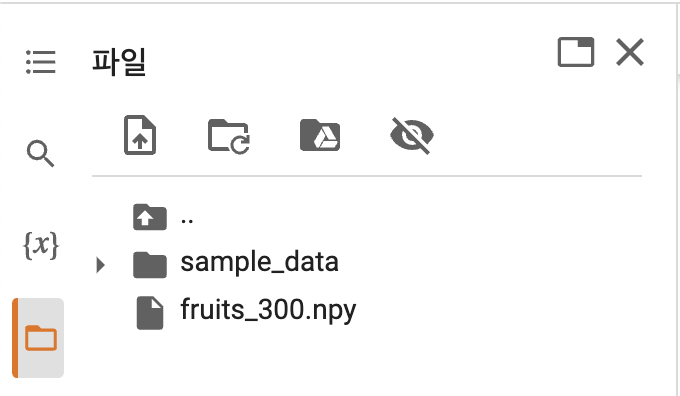 파일
{x}
..
sample_data
fruits_300.npy